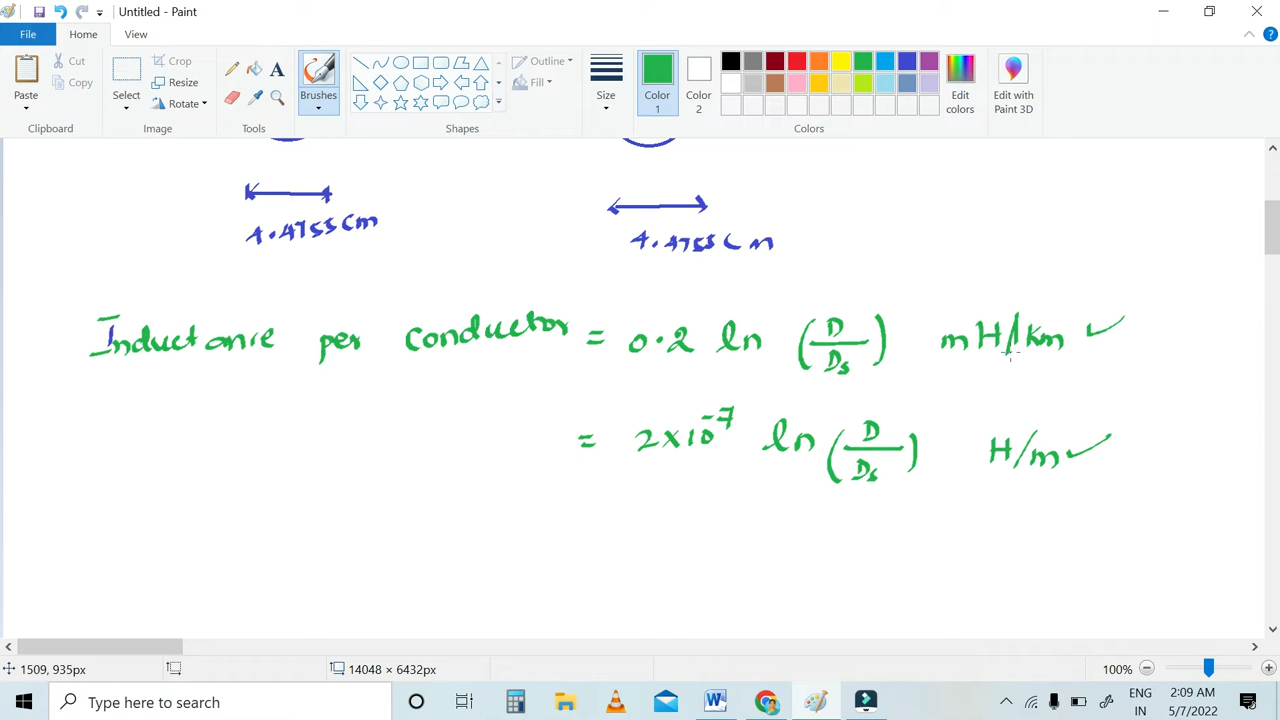 Untitled - Paint
File Home View
Paste Cut Copy Select Crop Resize Rotate Brushes Outline Fill Size Color 1 Color 2 Edit colors Edit with Paint 3D
Clipboard Image Tools Shapes Colors
4.4755 Cm 4.4755 Cm
Inductance per conductor = 0.2 ln (D/Ds) mH/km ✓
= 2×10⁻⁷ ln (D/Ds) H/m ✓
1509, 935px 14048 × 6432px 100%
Type here to search ENG IN 2:09 AM 5/7/2022